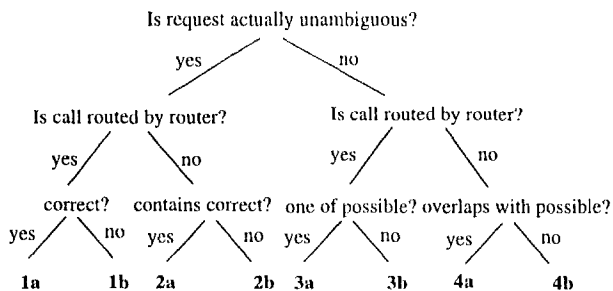 Is request actually unambiguous?
yes no
Is call routed by router? Is call routed by router?
yes no yes no
correct? contains correct? one of possible? overlaps with possible?
yes no yes no yes no yes no
1a 1b 2a 2b 3a 3b 4a 4b